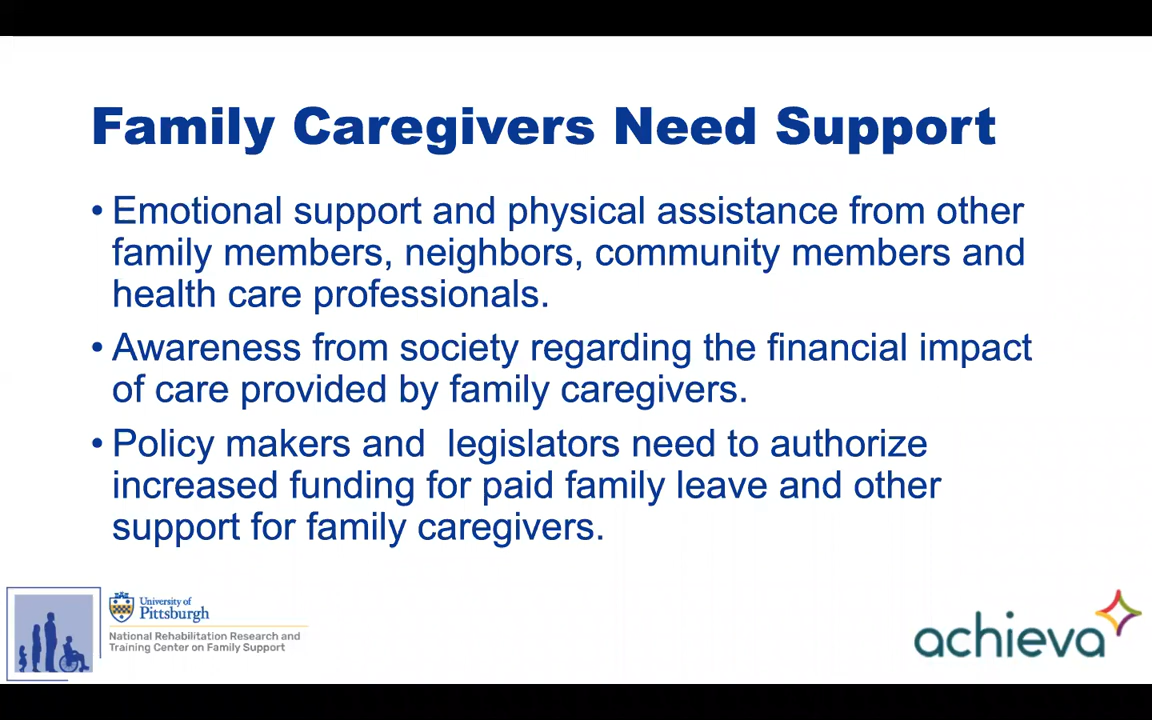 Family Caregivers Need Support
• Emotional support and physical assistance from other
family members, neighbors, community members and
health care professionals.
• Awareness from society regarding the financial impact
of care provided by family caregivers.
• Policy makers and  legislators need to authorize
increased funding for paid family leave and other
support for family caregivers.
University of
Pittsburgh
National Rehabilitation Research and
Training Center on Family Support
achieva